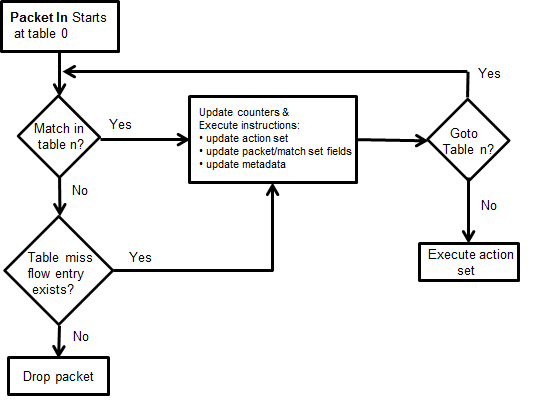 Packet In Starts
at table 0
Yes
Match in
table n?
Yes
Update counters &
Execute instructions:
• update action set
• update packet/match set fields
• update metadata
Goto
Table n?
No
No
Table miss
flow entry
exists?
Yes
Execute action
set
No
Drop packet